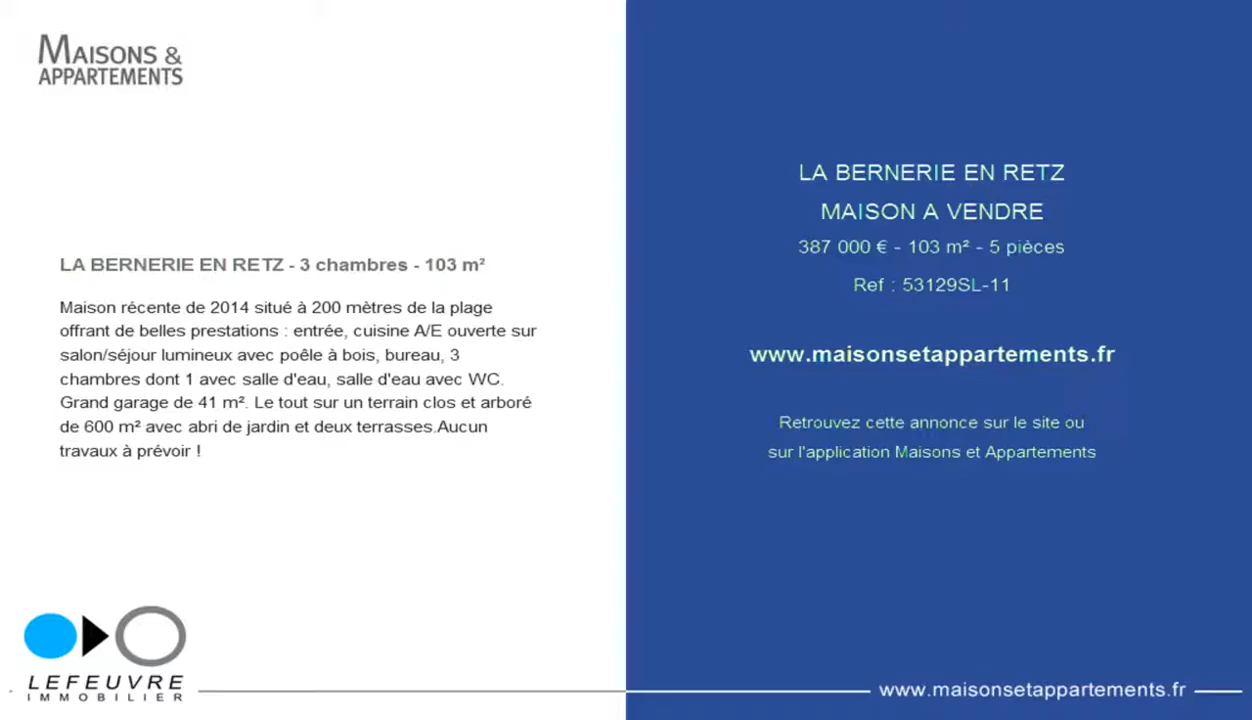 MAISONS &
APPARTEMENTS
LA BERNERIE EN RETZ - 3 chambres - 103 m²
Maison récente de 2014 situé à 200 mètres de la plage
offrant de belles prestations : entrée, cuisine A/E ouverte sur
salon/séjour lumineux avec poêle à bois, bureau, 3
chambres dont 1 avec salle d'eau, salle d'eau avec WC.
Grand garage de 41 m². Le tout sur un terrain clos et arboré
de 600 m² avec abri de jardin et deux terrasses.Aucun
travaux à prévoir !
LEFEUVRE
IMMOBILIER
LA BERNERIE EN RETZ
MAISON A VENDRE
387 000 € - 103 m² - 5 pièces
Ref : 53129SL-11
www.maisonsetappartements.fr
Retrouvez cette annonce sur le site ou
sur l'application Maisons et Appartements
www.maisonsetappartements.fr